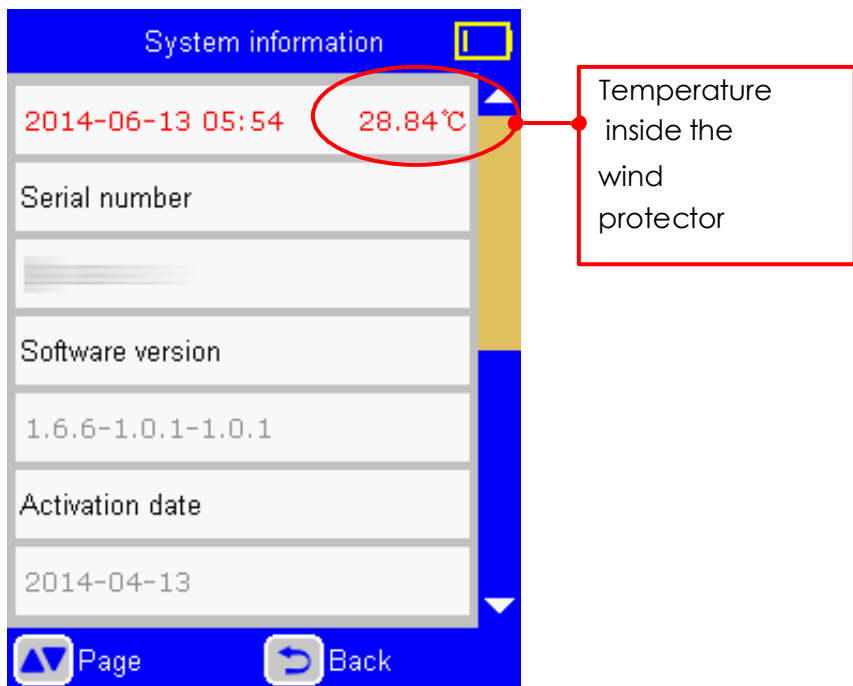 System information
2014-06-13 05:54 28.84℃
Serial number
Software version
1.6.6-1.0.1-1.0.1
Activation date
2014-04-13
Page Back
Temperature
inside the
wind
protector